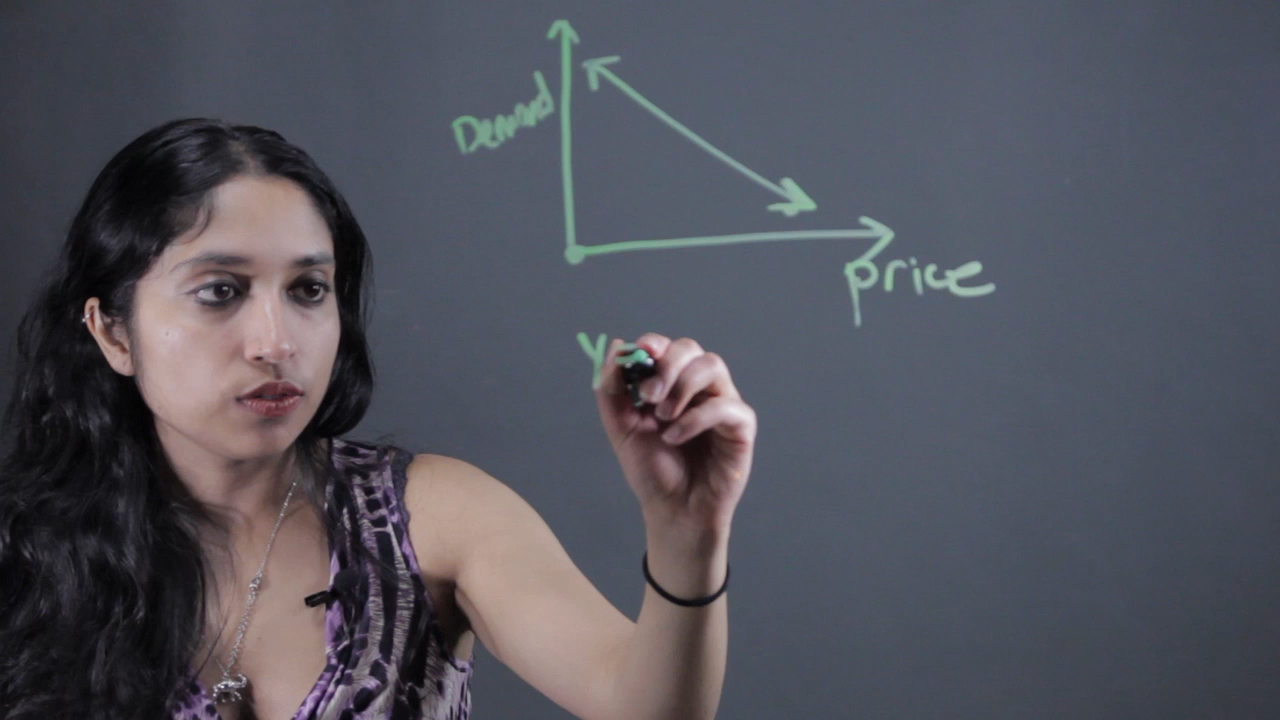 Demand
price
y =